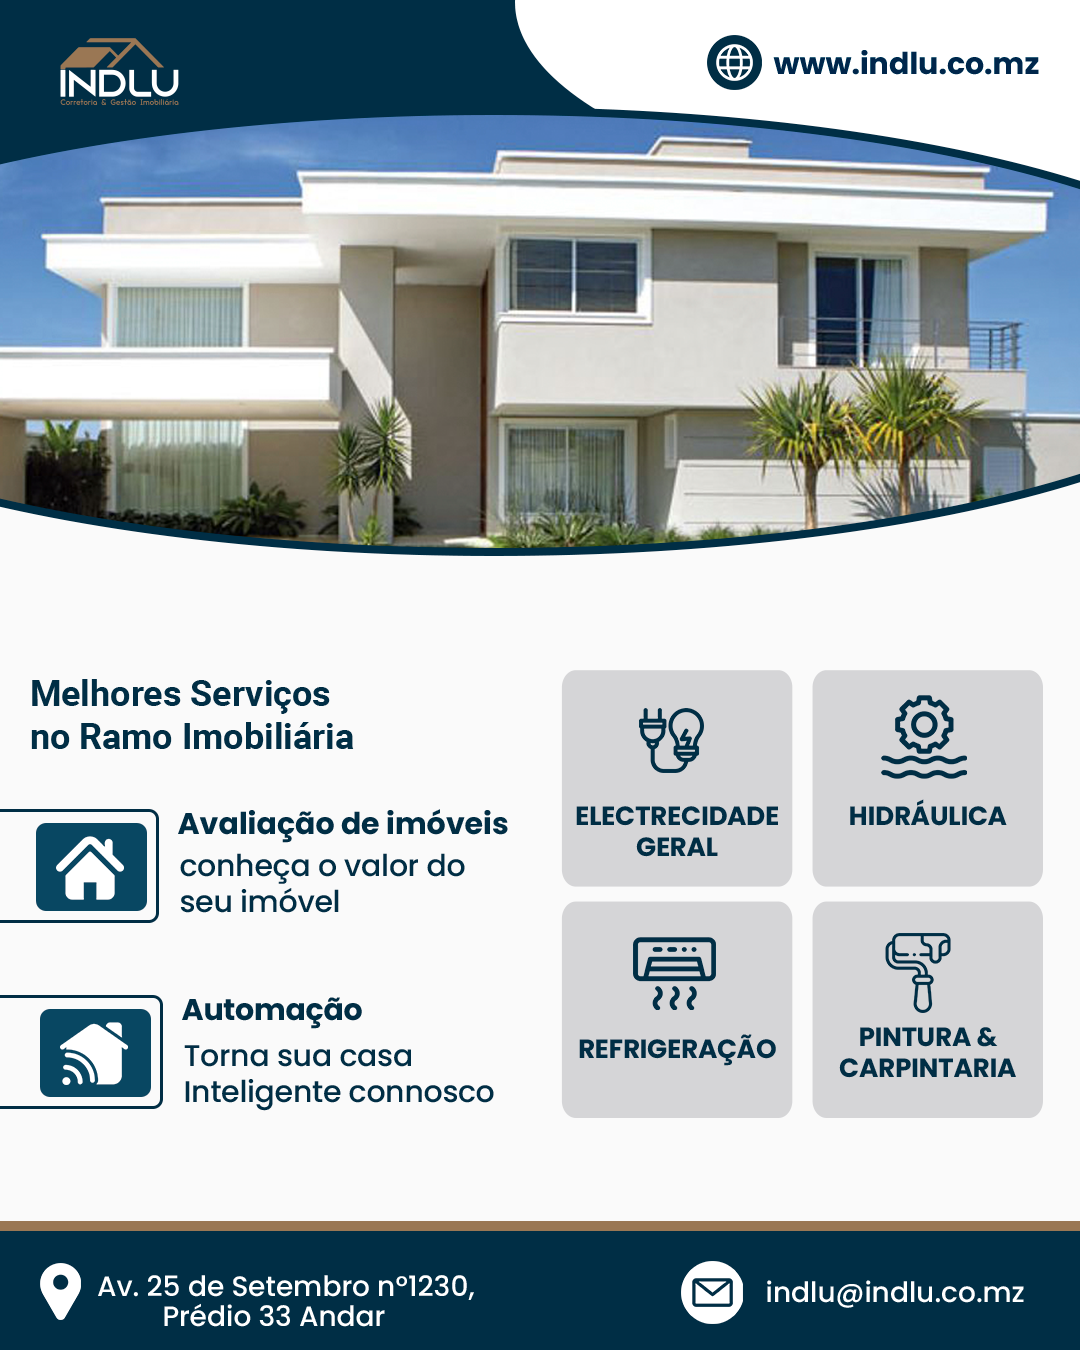 INDLU
Corretoria & Gestão Imobiliária
www.indlu.co.mz
Melhores Serviços
no Ramo Imobiliária
Avaliação de imóveis
conheça o valor do
seu imóvel
Automação
Torna sua casa
Inteligente connosco
ELECTRECIDADE
GERAL
HIDRÁULICA
REFRIGERAÇÃO
PINTURA &
CARPINTARIA
Av. 25 de Setembro nº1230,
Prédio 33 Andar
indlu@indlu.co.mz